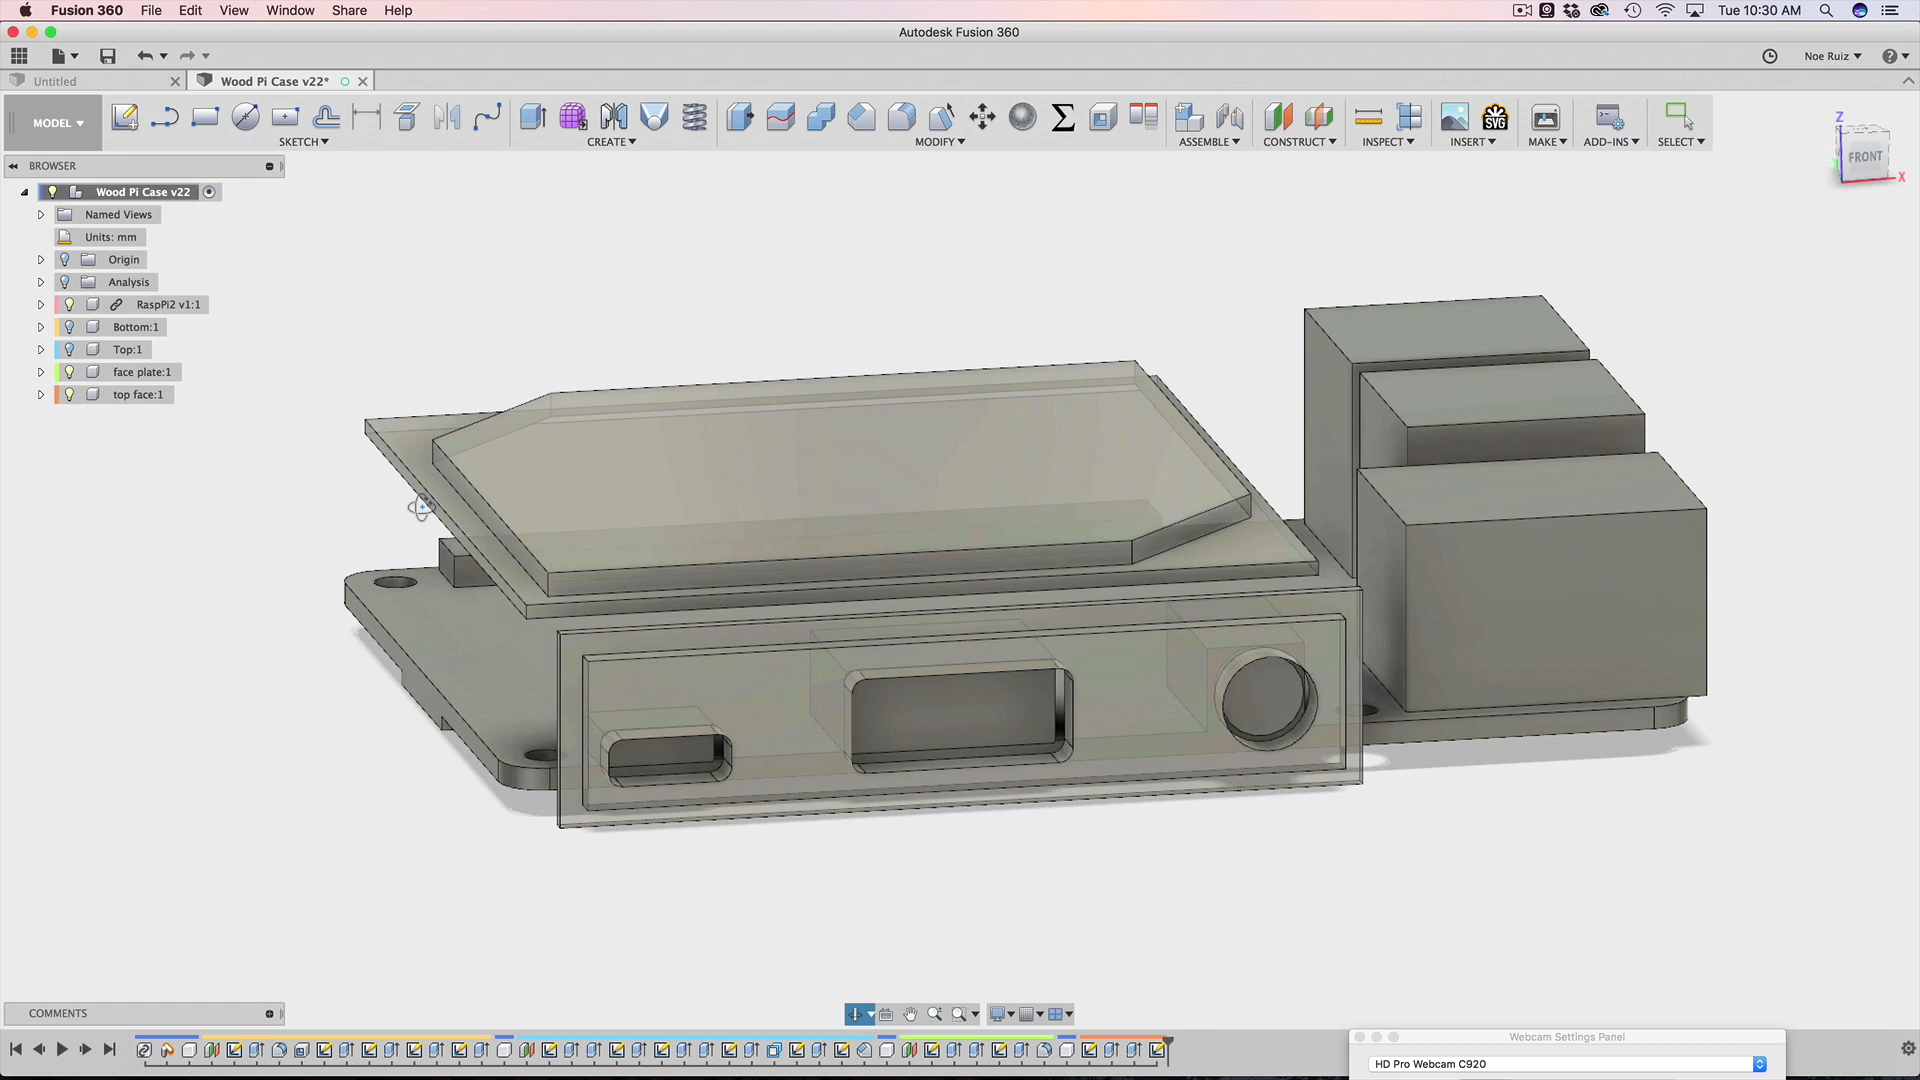 Fusion 360 File Edit View Window Share Help Tue 10:30 AM
Autodesk Fusion 360
Noe Ruiz
Untitled Wood Pi Case v22*
MODEL SKETCH CREATE MODIFY ASSEMBLE CONSTRUCT INSPECT INSERT MAKE ADD-INS SELECT
SVG
Z
FRONT
X
BROWSER
Wood Pi Case v22
Named Views
Units: mm
Origin
Analysis
RaspPi2 v1:1
Bottom:1
Top:1
face plate:1
top face:1
COMMENTS
Webcam Settings Panel
HD Pro Webcam C920